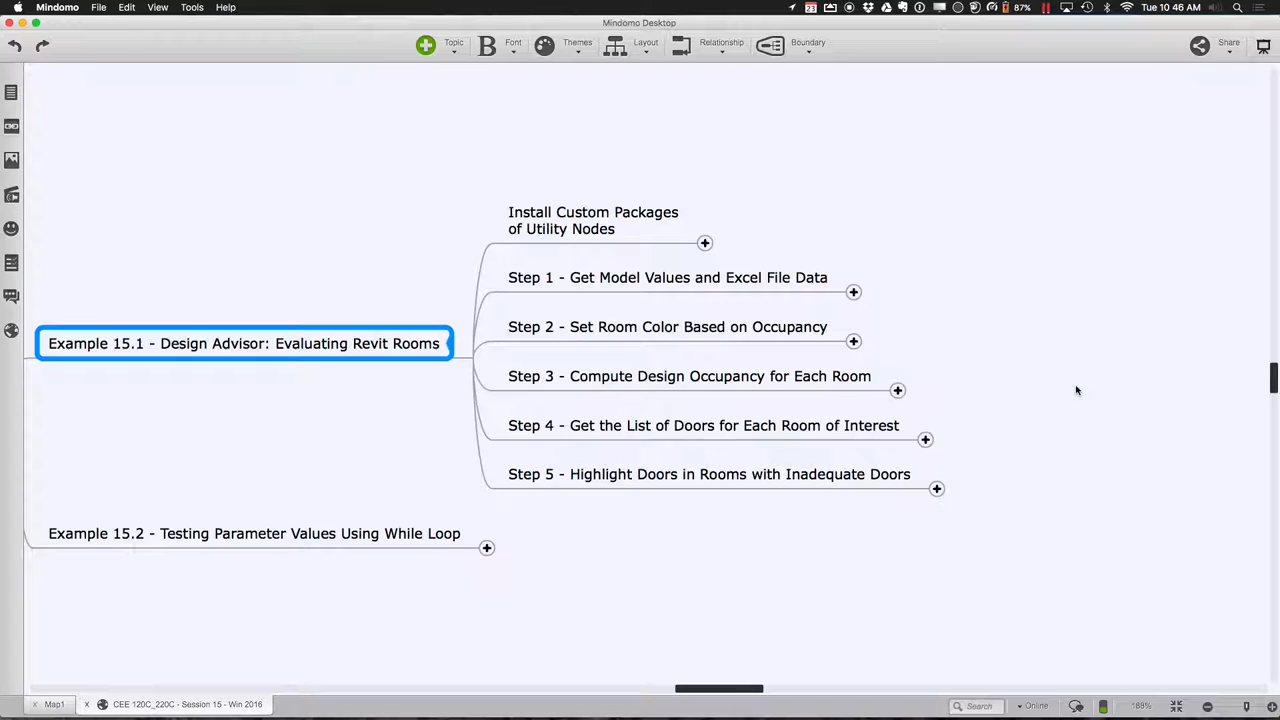 Mindomo File Edit View Tools Help
23 87% Tue 10:46 AM
Mindomo Desktop
Topic Font Themes Layout Relationship Boundary Share
Install Custom Packages
of Utility Nodes
Step 1 - Get Model Values and Excel File Data
Step 2 - Set Room Color Based on Occupancy
Example 15.1 - Design Advisor: Evaluating Revit Rooms
Step 3 - Compute Design Occupancy for Each Room
Step 4 - Get the List of Doors for Each Room of Interest
Step 5 - Highlight Doors in Rooms with Inadequate Doors
Example 15.2 - Testing Parameter Values Using While Loop
Map1 CEE 120C_220C - Session 15 - Win 2016 Search Online 188%